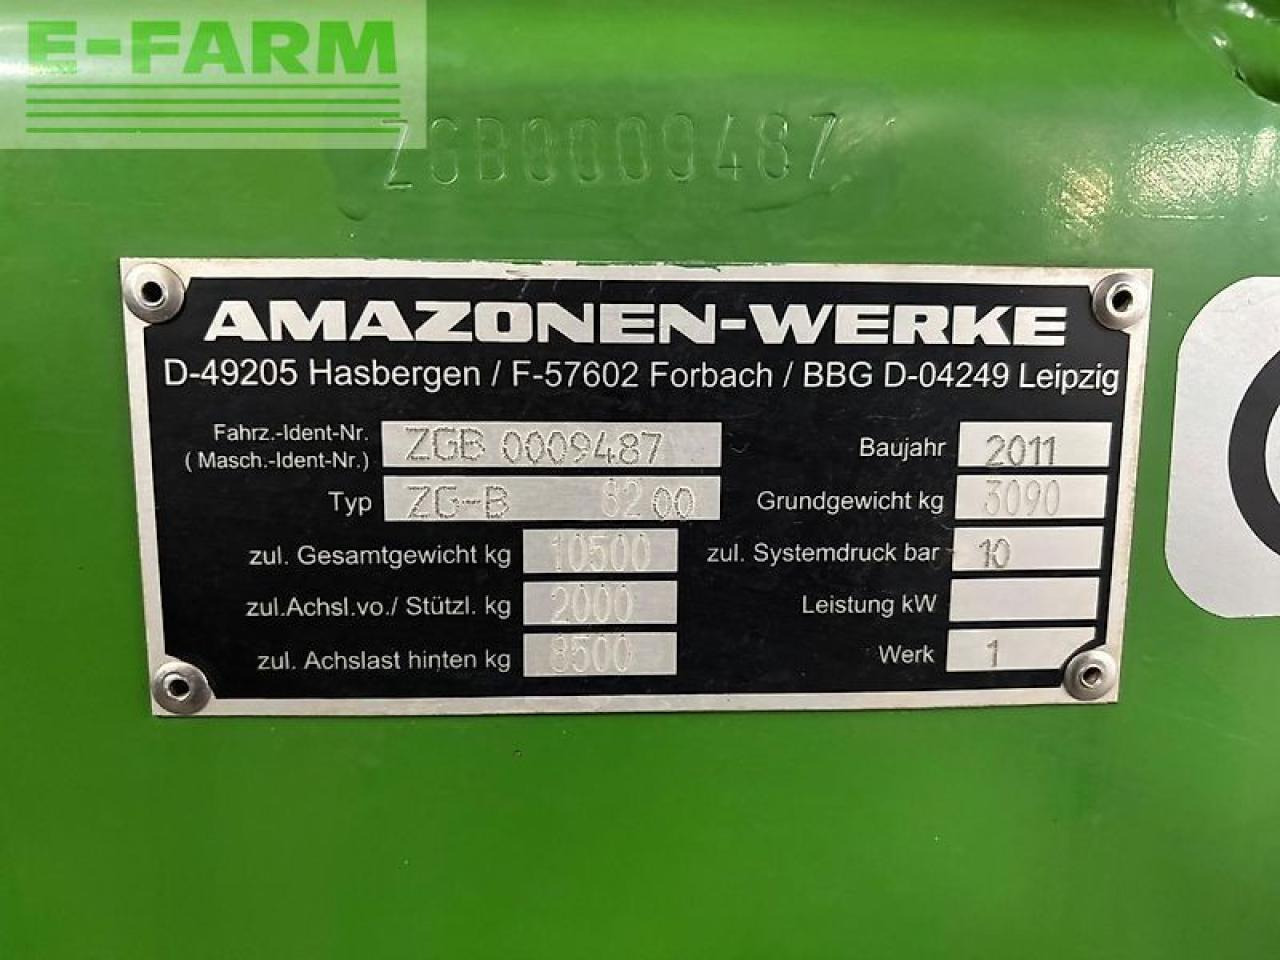 E-FARM
ZGB0009487
AMAZONEN-WERKE
D-49205 Hasbergen / F-57602 Forbach / BBG D-04249 Leipzig
Fahrz.-Ident-Nr. ZGB 0009487
( Masch.-Ident-Nr.)
Baujahr 2011
Typ ZG-B 8200
Grundgewicht kg 3090
zul. Gesamtgewicht kg 10500
zul. Systemdruck bar 10
zul.Achsl.vo./ Stützl. kg 2000
Leistung kW
zul. Achslast hinten kg 8500
Werk 1